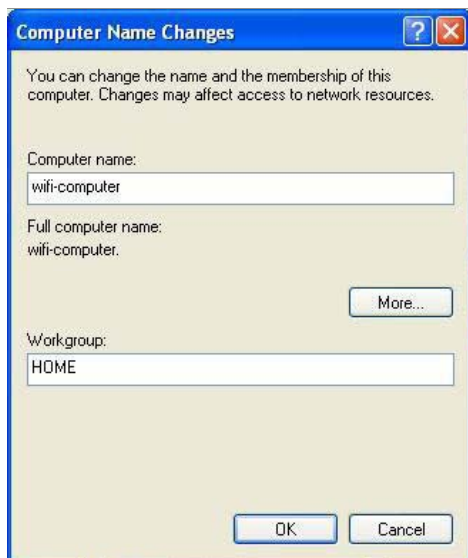 Computer Name Changes
You can change the name and the membership of this
computer. Changes may affect access to network resources.
Computer name:
wifi-computer
Full computer name:
wifi-computer.
More...
Workgroup:
HOME
OK
Cancel